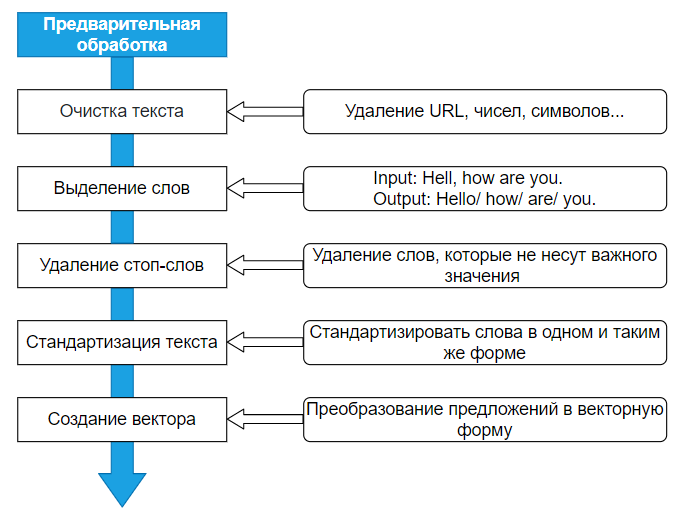 Предварительная
обработка
Очистка текста
Удаление URL, чисел, символов...
Выделение слов
Input: Hell, how are you.
Output: Hello/ how/ are/ you.
Удаление стоп-слов
Удаление слов, которые не несут важного
значения
Стандартизация текста
Стандартизировать слова в одном и таким
же форме
Создание вектора
Преобразование предложений в векторную
форму